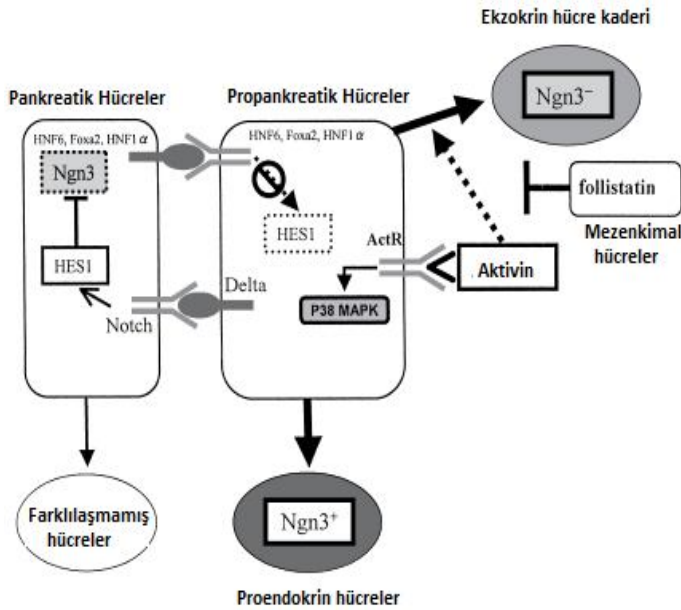 Ekzokrin hücre kaderi
Ngn3⁻
Pankreatik Hücreler
Propankreatik Hücreler
HNF6, Foxa2, HNF1 α
Ngn3
HES1
Notch
HNF6, Foxa2, HNF1 α
HES1
Delta
ActR
P38 MAPK
Aktivin
follistatin
Mezenkimal
hücreler
Farklılaşmamış
hücreler
Ngn3⁺
Proendokrin hücreler